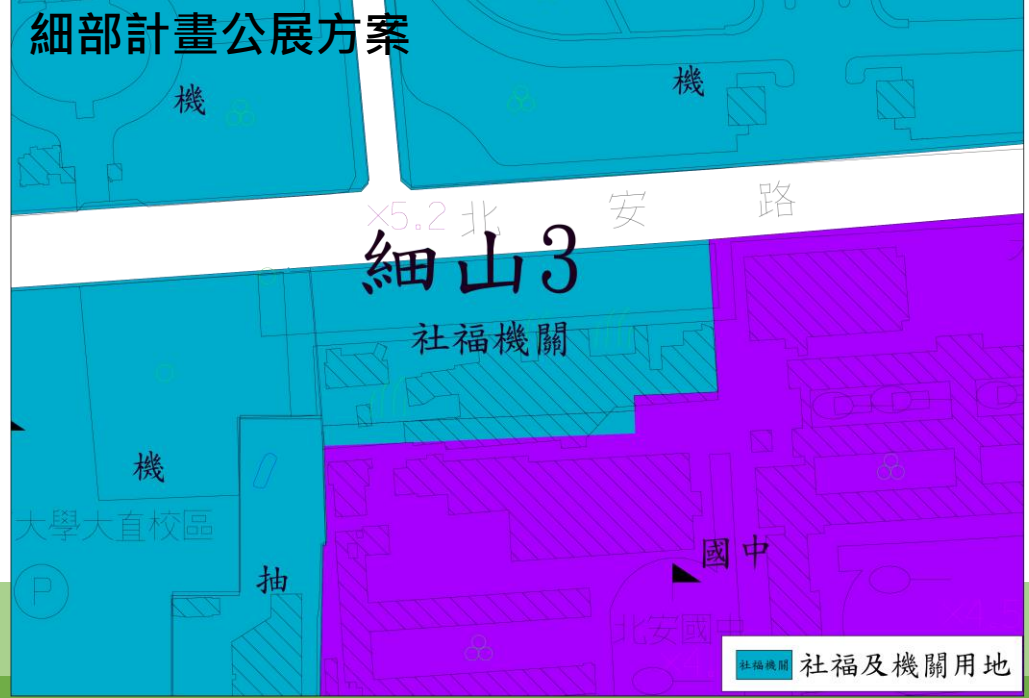 細部計畫公展方案
機
機
×5.2 北安路
細山3
社福機關
機
大學大直校區
P
抽
國中
北安國中
社福機關 社福及機關用地